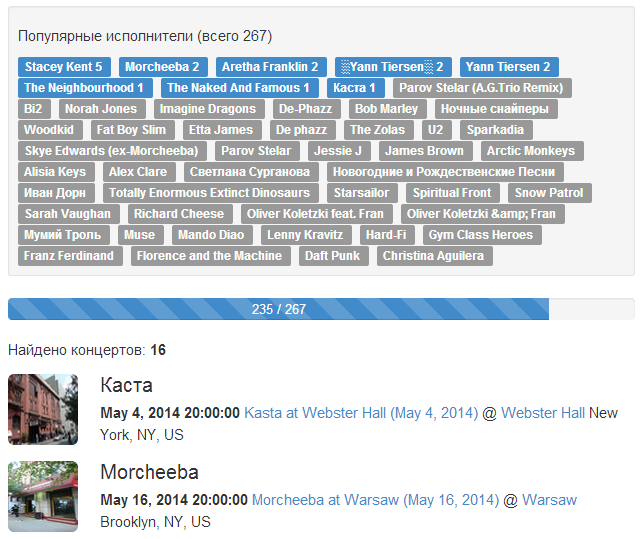 Популярные исполнители (всего 267)
Stacey Kent 5 Morcheeba 2 Aretha Franklin 2 ░Yann Tiersen░ 2 Yann Tiersen 2
The Neighbourhood 1 The Naked And Famous 1 Каста 1 Parov Stelar (A.G.Trio Remix)
Bi2 Norah Jones Imagine Dragons De-Phazz Bob Marley Ночные снайперы
Woodkid Fat Boy Slim Etta James De phazz The Zolas U2 Sparkadia
Skye Edwards (ex-Morcheeba) Parov Stelar Jessie J James Brown Arctic Monkeys
Alisia Keys Alex Clare Светлана Сурганова Новогодние и Рождественские Песни
Иван Дорн Totally Enormous Extinct Dinosaurs Starsailor Spiritual Front Snow Patrol
Sarah Vaughan Richard Cheese Oliver Koletzki feat. Fran Oliver Koletzki &amp; Fran
Мумий Тролль Muse Mando Diao Lenny Kravitz Hard-Fi Gym Class Heroes
Franz Ferdinand Florence and the Machine Daft Punk Christina Aguilera
235 / 267
Найдено концертов: 16
Каста
May 4, 2014 20:00:00 Kasta at Webster Hall (May 4, 2014) @ Webster Hall New
York, NY, US
Morcheeba
May 16, 2014 20:00:00 Morcheeba at Warsaw (May 16, 2014) @ Warsaw
Brooklyn, NY, US